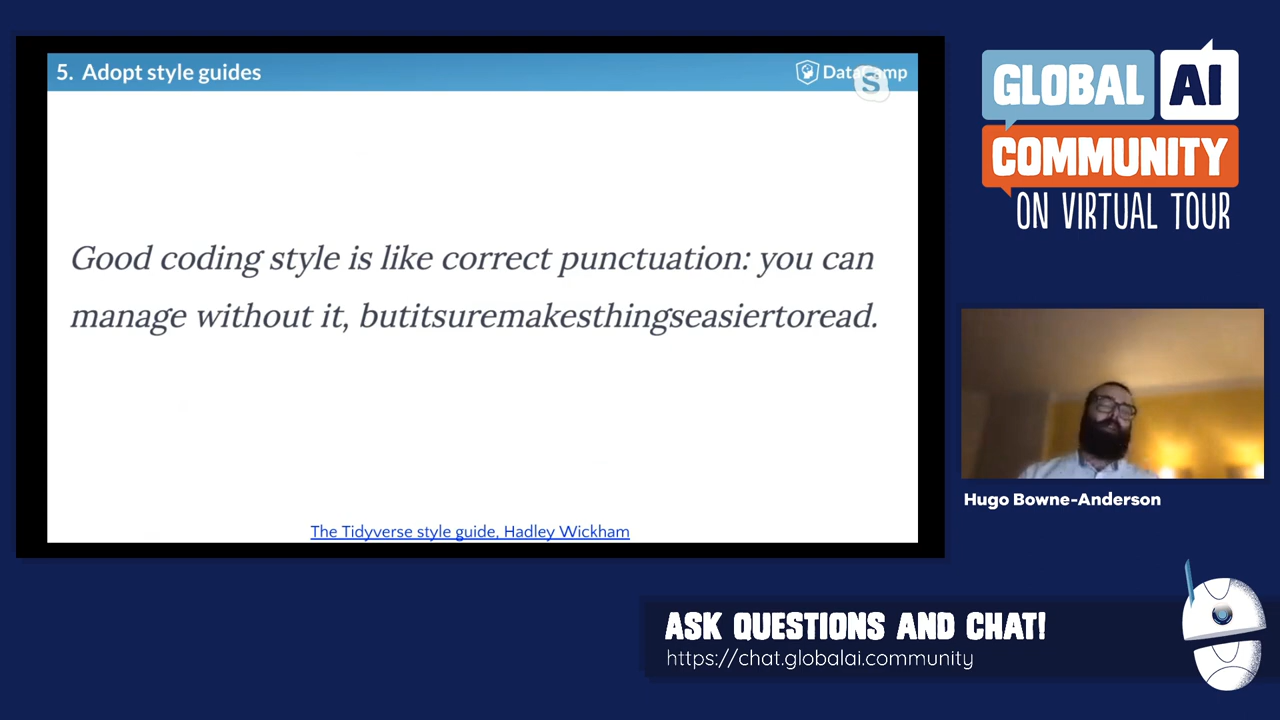 5. Adopt style guides
DataCamp
Good coding style is like correct punctuation: you can
manage without it, butitsuremakesthingseasiertoread.
The Tidyverse style guide, Hadley Wickham
GLOBAL AI
COMMUNITY
ON VIRTUAL TOUR
Hugo Bowne-Anderson
ASK QUESTIONS AND CHAT!
https://chat.globalai.community